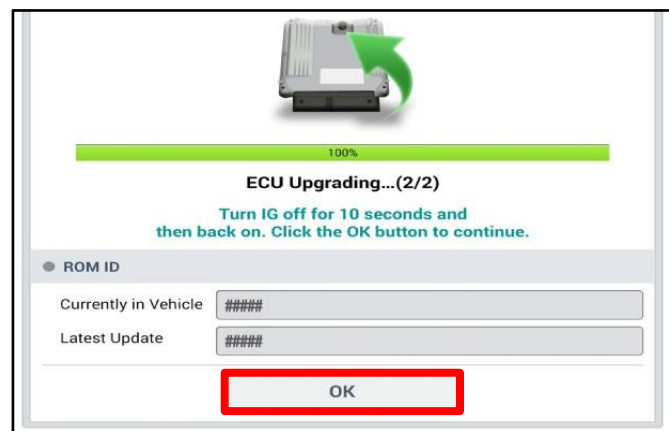 100%
ECU Upgrading...(2/2)
Turn IG off for 10 seconds and
then back on. Click the OK button to continue.
ROM ID
Currently in Vehicle #####
Latest Update #####
OK